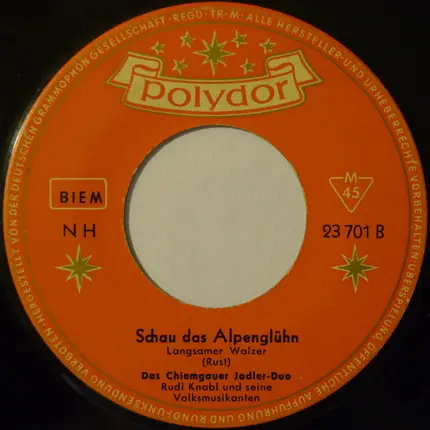 HERGESTELLT VON DER DEUTSCHEN GRAMMOPHON-GESELLSCHAFT · REGD·TR·M· ALLE HERSTELLER- UND URHEBERRECHTE VORBEHALTEN · ÜBERSPIELUNG, ÖFFENTLICHE AUFFÜHRUNG UND RUNDFUNKSENDUNG VERBOTEN
Polydor
BIEM
M
45
NH
23 701 B
Schau das Alpenglühn
Langsamer Walzer
(Rust)
Das Chiemgauer Jodler-Duo
Rudi Knabl und seine
Volksmusikanten